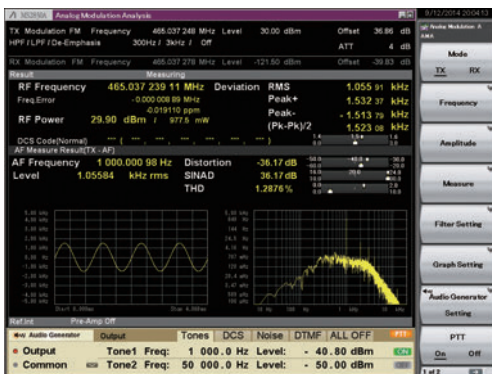 MS2830A Analog Modulation Analysis
9/12/2014 20:04:13
TX Modulation FM Frequency 465.037 248 MHz Level 30.00 dBm Offset 36.86 dB
HPF/LPF/De-Emphasis 300Hz / 3kHz / Off ATT 4 dB
RX Modulation FM Frequency 465.037 278 MHz Level -121.50 dBm Offset -39.83 dB
Result Measuring
RF Frequency 465.037 239 11 MHz Deviation RMS 1.055 91 kHz
Freq.Error -0.000 008 89 MHz Peak+ 1.532 37 kHz
-0.019110 ppm Peak- - 1.513 79 kHz
RF Power 29.90 dBm / 977.5 mW (Pk-Pk)/2 1.523 08 kHz
DCS Code(Normal)
AF Measure Result(TX - AF)
AF Frequency 1 000.000 98 Hz Distortion -36.17 dB
Level 1.05584 kHz rms SINAD 36.17 dB
THD 1.2876 %
Ref.Int Pre-Amp Off
Audio Generator Output Tones DCS Noise DTMF ALL OFF PTT
Output Tone1 Freq: 1 000.0 Hz Level: - 40.80 dBm ON
Common Tone2 Freq: 50 000.0 Hz Level: - 50.00 dBm OFF
Mode
TX RX
Frequency
Amplitude
Measure
Filter Setting
Graph Setting
Audio Generator
Setting
PTT
On Off
1 of 2